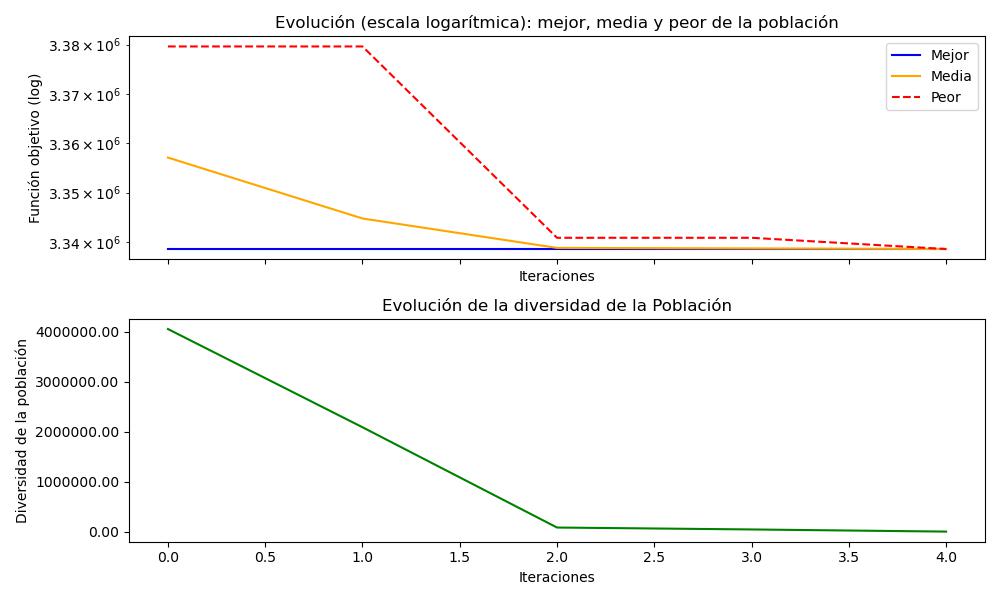 Evolución (escala logarítmica): mejor, media y peor de la población
Función objetivo (log)
3.38 × 10⁶
3.37 × 10⁶
3.36 × 10⁶
3.35 × 10⁶
3.34 × 10⁶
Mejor
Media
Peor
Iteraciones
Evolución de la diversidad de la Población
Diversidad de la población
4000000.00
3000000.00
2000000.00
1000000.00
0.00
0.0 0.5 1.0 1.5 2.0 2.5 3.0 3.5 4.0
Iteraciones